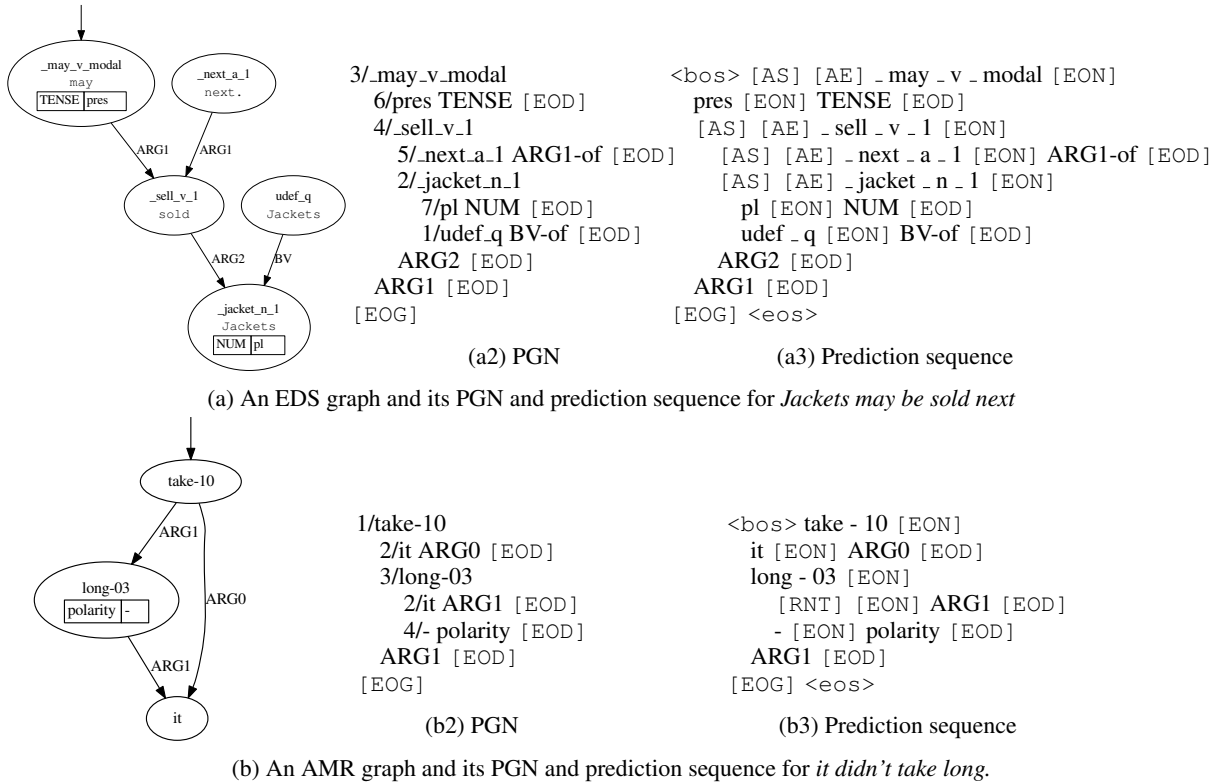 _may_v_modal
may
TENSE pres
_next_a_1
next.
ARG1
ARG1
_sell_v_1
sold
udef_q
Jackets
ARG2
BV
_jacket_n_1
Jackets
NUM pl
3/_may_v_modal
6/pres TENSE [EOD]
4/_sell_v_1
5/_next_a_1 ARG1-of [EOD]
2/_jacket_n_1
7/pl NUM [EOD]
1/udef_q BV-of [EOD]
ARG2 [EOD]
ARG1 [EOD]
[EOG]
(a2) PGN
<bos> [AS] [AE] _ may _ v _ modal [EON]
pres [EON] TENSE [EOD]
[AS] [AE] _ sell _ v _ 1 [EON]
[AS] [AE] _ next _ a _ 1 [EON] ARG1-of [EOD]
[AS] [AE] _ jacket _ n _ 1 [EON]
pl [EON] NUM [EOD]
udef _ q [EON] BV-of [EOD]
ARG2 [EOD]
ARG1 [EOD]
[EOG] <eos>
(a3) Prediction sequence
(a) An EDS graph and its PGN and prediction sequence for Jackets may be sold next
take-10
ARG1
long-03
polarity -
ARG0
ARG1
it
1/take-10
2/it ARG0 [EOD]
3/long-03
2/it ARG1 [EOD]
4/- polarity [EOD]
ARG1 [EOD]
[EOG]
(b2) PGN
<bos> take - 10 [EON]
it [EON] ARG0 [EOD]
long - 03 [EON]
[RNT] [EON] ARG1 [EOD]
- [EON] polarity [EOD]
ARG1 [EOD]
[EOG] <eos>
(b3) Prediction sequence
(b) An AMR graph and its PGN and prediction sequence for it didn't take long.